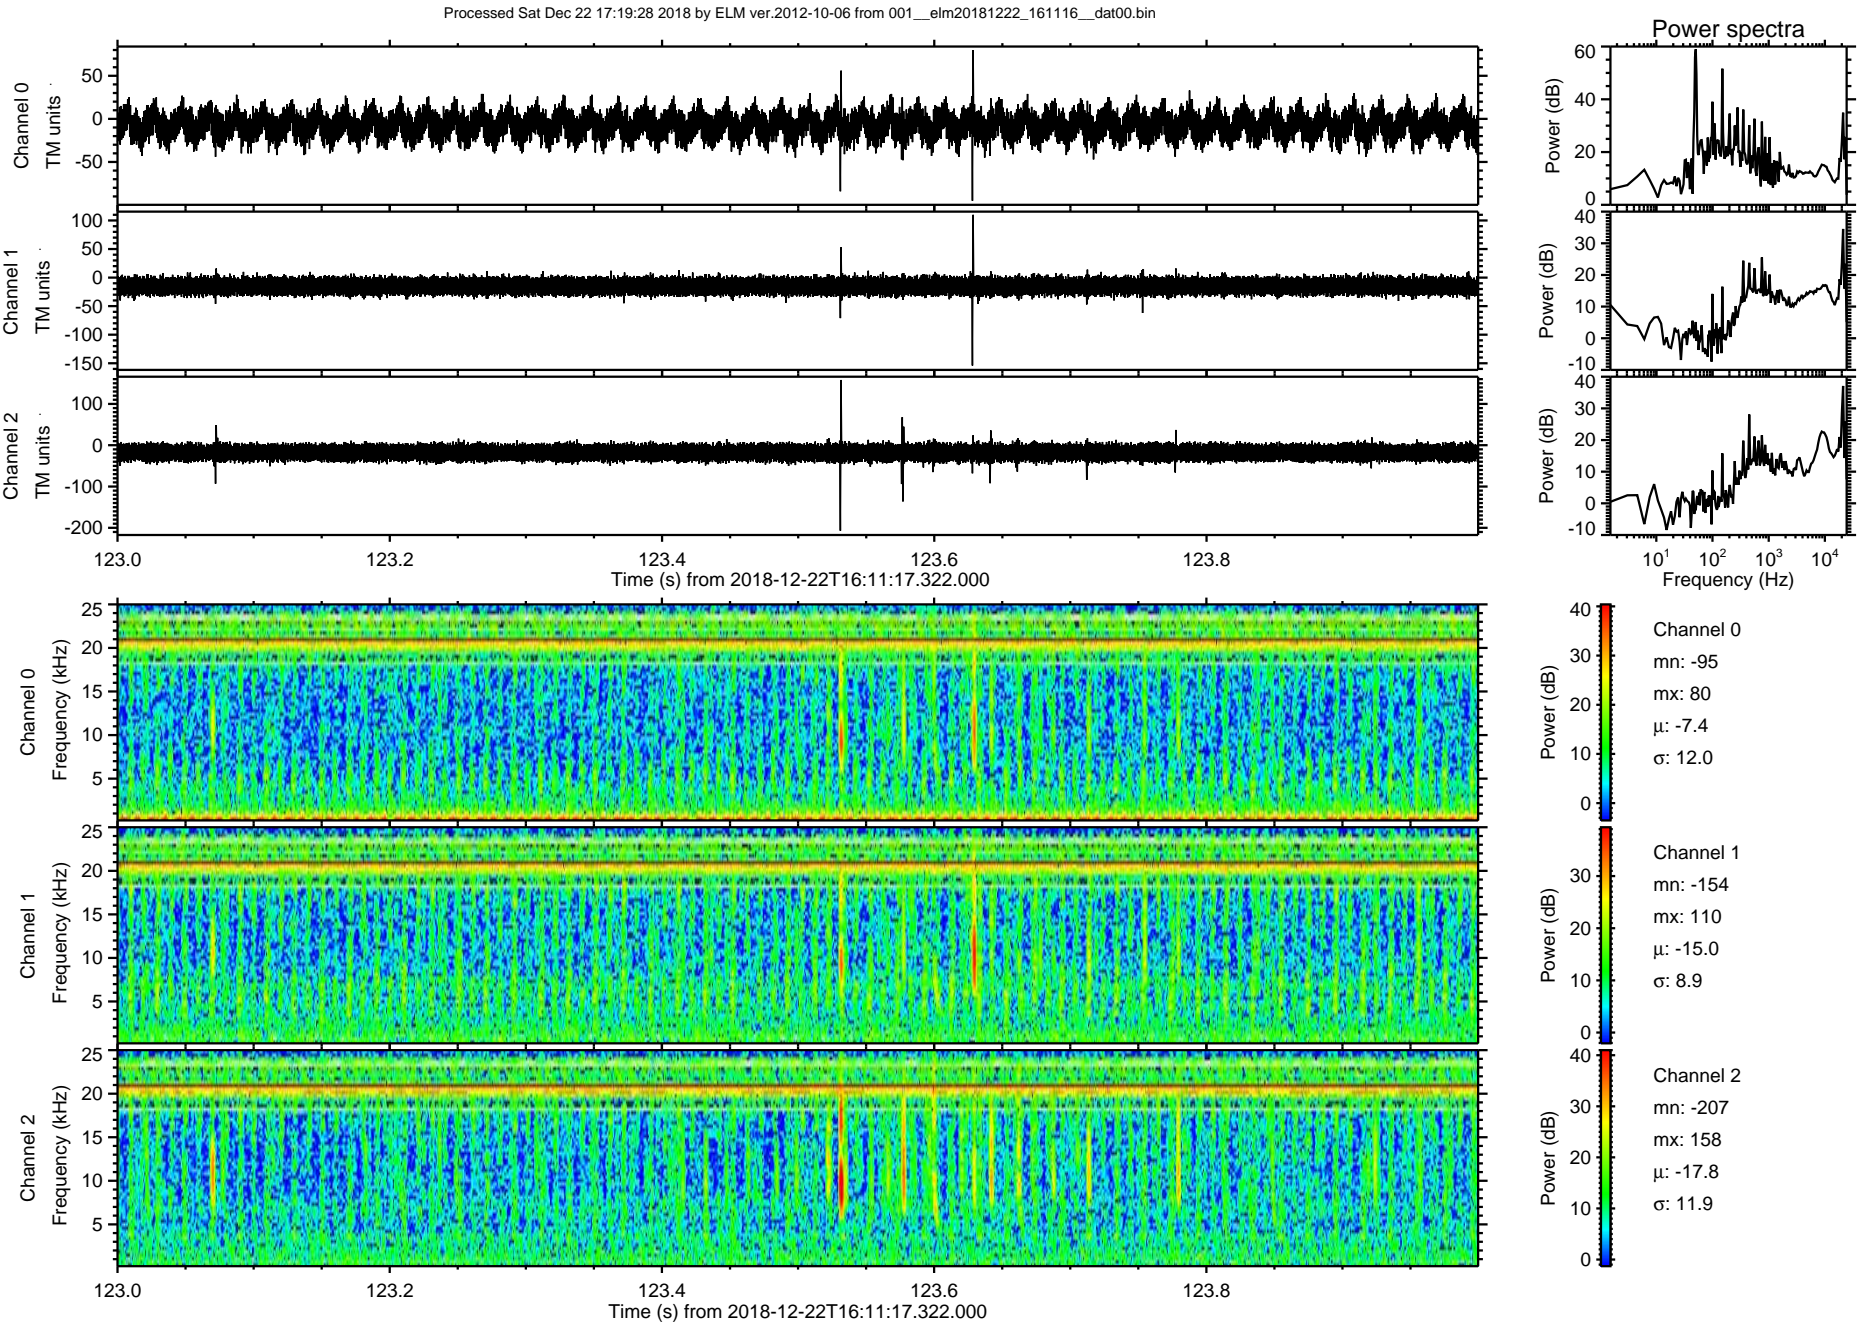 Processed Sat Dec 22 17:19:28 2018 by ELM ver.2012-10-06 from 001__elm20181222_161116__dat00.bin
Power spectra
Channel 0
TM units
50
0
-50
Power (dB)
60
40
20
0
Channel 1
TM units
100
50
0
-50
-100
-150
Power (dB)
40
30
20
10
0
-10
Channel 2
TM units
100
0
-100
-200
Power (dB)
40
30
20
10
0
-10
123.0 123.2 123.4 123.6 123.8
Time (s) from 2018-12-22T16:11:17.322.000
10^1 10^2 10^3 10^4
Frequency (Hz)
Channel 0
Frequency (kHz)
25
20
15
10
5
Power (dB)
40
30
20
10
0
Channel 0
mn: -95
mx: 80
μ: -7.4
σ: 12.0
Channel 1
Frequency (kHz)
25
20
15
10
5
Power (dB)
30
20
10
0
Channel 1
mn: -154
mx: 110
μ: -15.0
σ: 8.9
Channel 2
Frequency (kHz)
25
20
15
10
5
Power (dB)
40
30
20
10
0
Channel 2
mn: -207
mx: 158
μ: -17.8
σ: 11.9
123.0 123.2 123.4 123.6 123.8
Time (s) from 2018-12-22T16:11:17.322.000